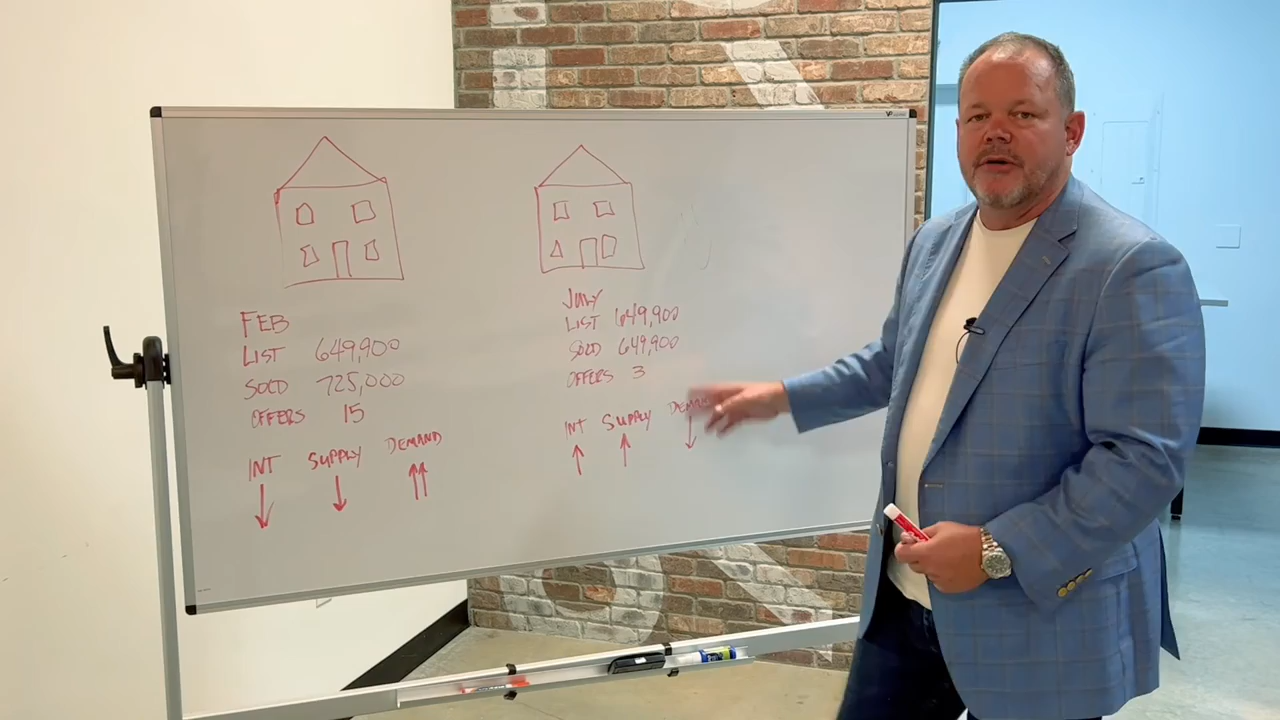 FEB
LIST 649,900
SOLD 725,000
OFFERS 15
INT SUPPLY DEMAND
JULY
LIST 649,900
SOLD 649,900
OFFERS 3
INT SUPPLY DEMAND